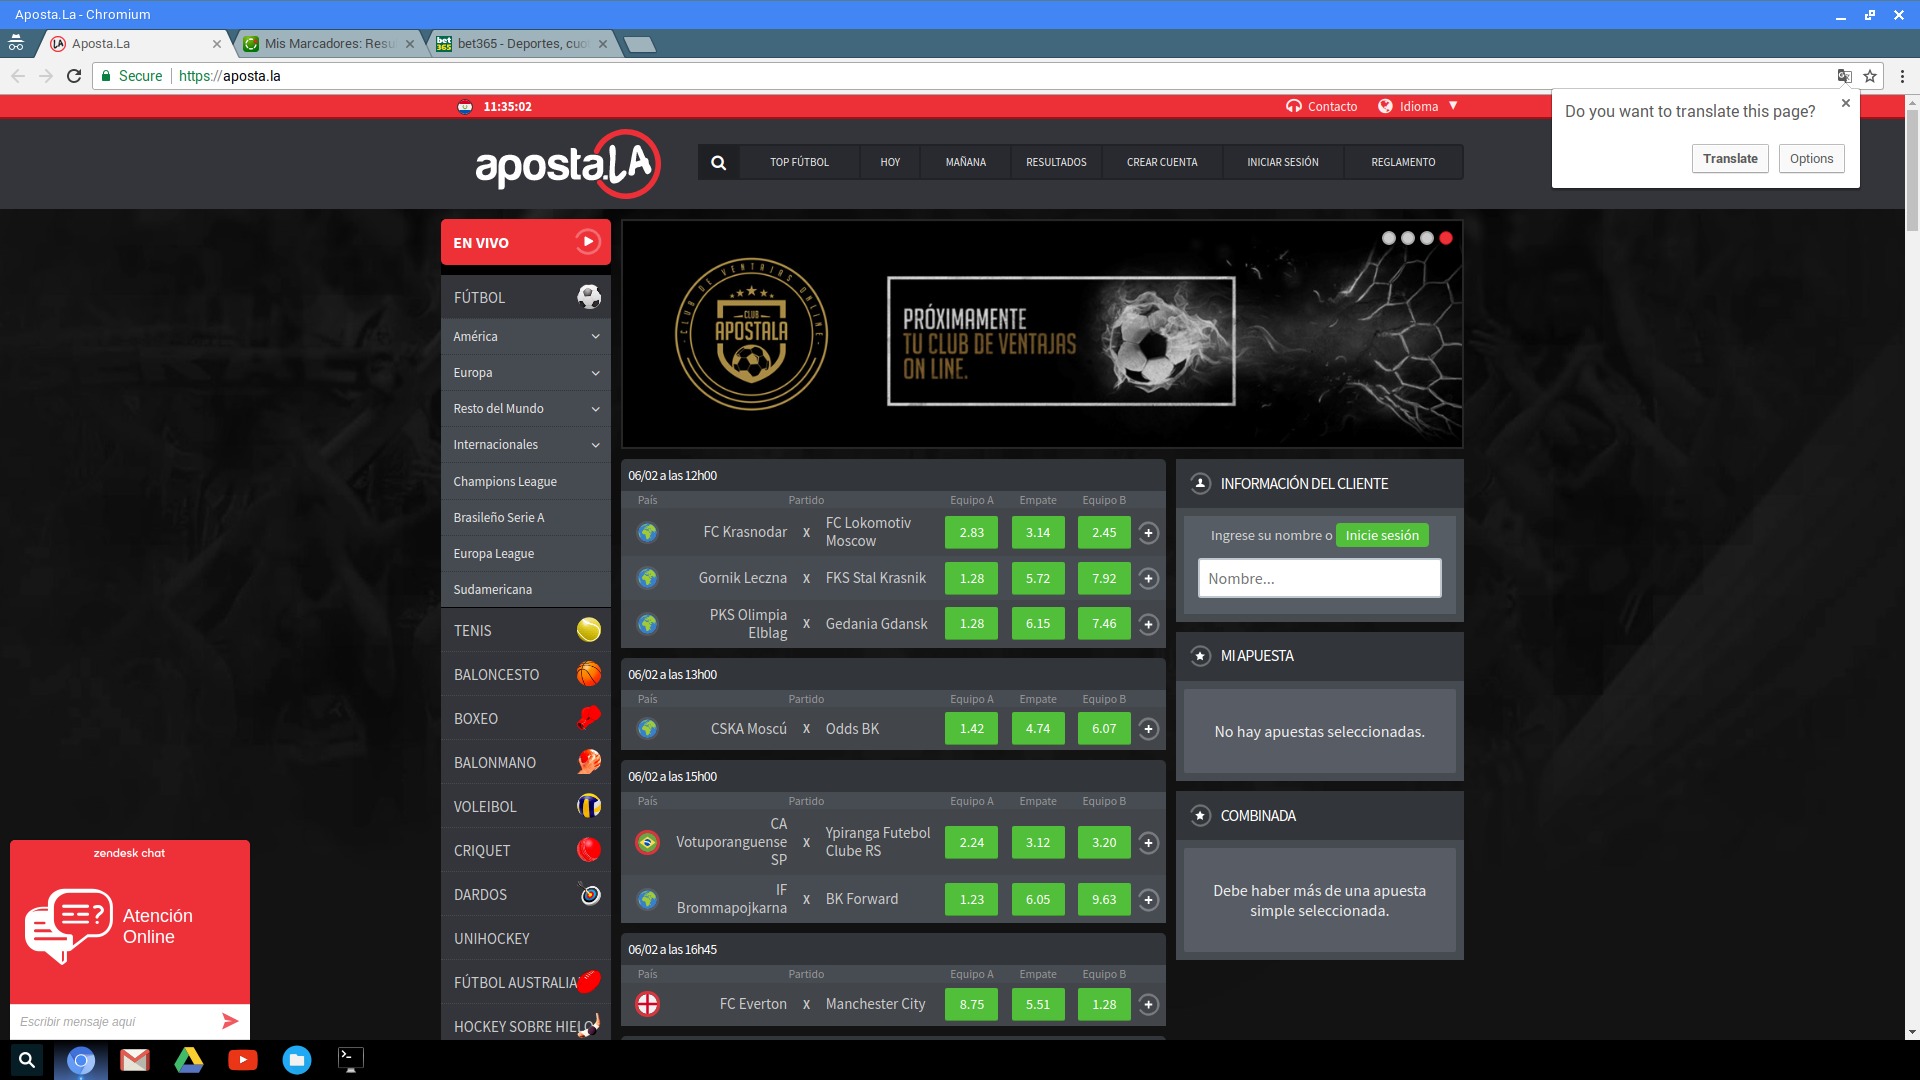 Aposta.La - Chromium
Aposta.La
Mis Marcadores: Resu
bet365 - Deportes, cuo
Secure
https://aposta.la
11:35:02
Contacto
Idioma
Do you want to translate this page?
Translate
Options
aposta.LA
TOP FÚTBOL
HOY
MAÑANA
RESULTADOS
CREAR CUENTA
INICIAR SESIÓN
REGLAMENTO
EN VIVO
FÚTBOL
América
Europa
Resto del Mundo
Internacionales
Champions League
Brasileño Serie A
Europa League
Sudamericana
TENIS
BALONCESTO
BOXEO
BALONMANO
VOLEIBOL
CRIQUET
DARDOS
UNIHOCKEY
FÚTBOL AUSTRALIA
HOCKEY SOBRE HIELO
CLUB DE VENTAJAS ONLINE
CLUB
APOSTALA
PRÓXIMAMENTE
TU CLUB DE VENTAJAS
ON LINE.
06/02 a las 12h00
País Partido Equipo A Empate Equipo B
FC Krasnodar x FC Lokomotiv Moscow 2.83 3.14 2.45
Gornik Leczna x FKS Stal Krasnik 1.28 5.72 7.92
PKS Olimpia Elblag x Gedania Gdansk 1.28 6.15 7.46
06/02 a las 13h00
País Partido Equipo A Empate Equipo B
CSKA Moscú x Odds BK 1.42 4.74 6.07
06/02 a las 15h00
País Partido Equipo A Empate Equipo B
CA Votuporanguense SP x Ypiranga Futebol Clube RS 2.24 3.12 3.20
IF Brommapojkarna x BK Forward 1.23 6.05 9.63
06/02 a las 16h45
País Partido Equipo A Empate Equipo B
FC Everton x Manchester City 8.75 5.51 1.28
INFORMACIÓN DEL CLIENTE
Ingrese su nombre o Inicie sesión
Nombre...
MI APUESTA
No hay apuestas seleccionadas.
COMBINADA
Debe haber más de una apuesta
simple seleccionada.
zendesk chat
Atención
Online
Escribir mensaje aquí